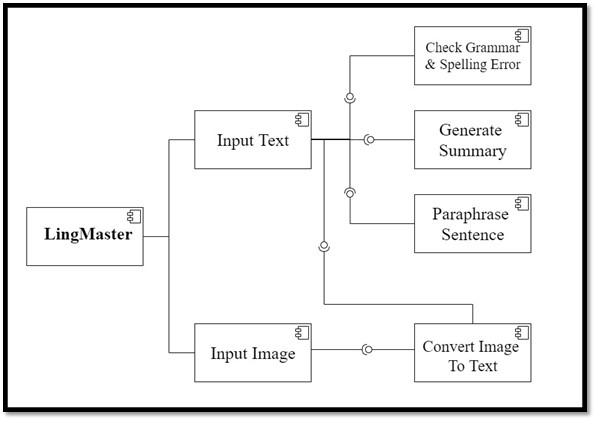 Check Grammar
& Spelling Error
Input Text
Generate
Summary
Paraphrase
Sentence
LingMaster
Input Image
Convert Image
To Text